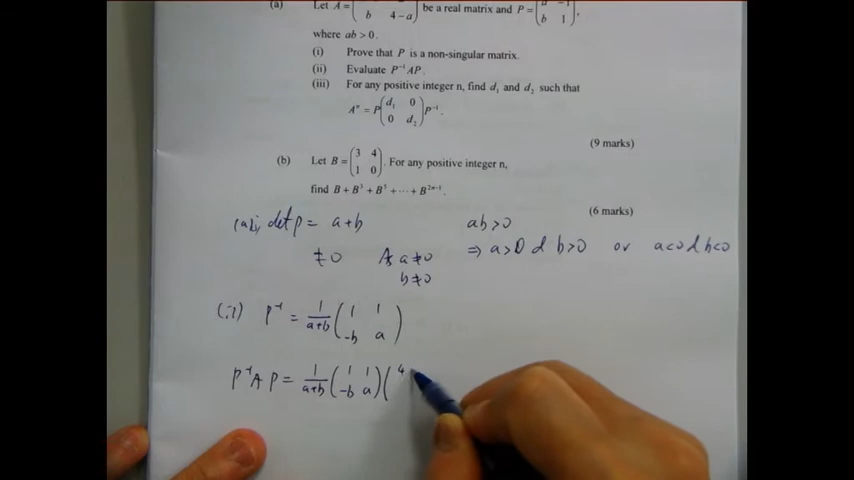 (a) Let A = ( b 4-a ) be a real matrix and P = ( a -1 b 1 ),
where ab > 0.
(i) Prove that P is a non-singular matrix.
(ii) Evaluate P⁻¹AP.
(iii) For any positive integer n, find d₁ and d₂ such that
Aⁿ = P ( d₁ 0 0 d₂ ) P⁻¹.
(9 marks)
(b) Let B = ( 3 4 1 0 ). For any positive integer n,
find B + B³ + B⁵ + ⋯ + B²ⁿ⁻¹.
(6 marks)
(a)i) det P = a+b ab>0
≠0 As a≠0 ⇒ a>0 & b>0 or a<0 & b<0
b≠0
(ii) P⁻¹ = 1/(a+b) ( 1 1 -b a )
P⁻¹A P = 1/(a+b) ( 1 1 -b a ) ( 4